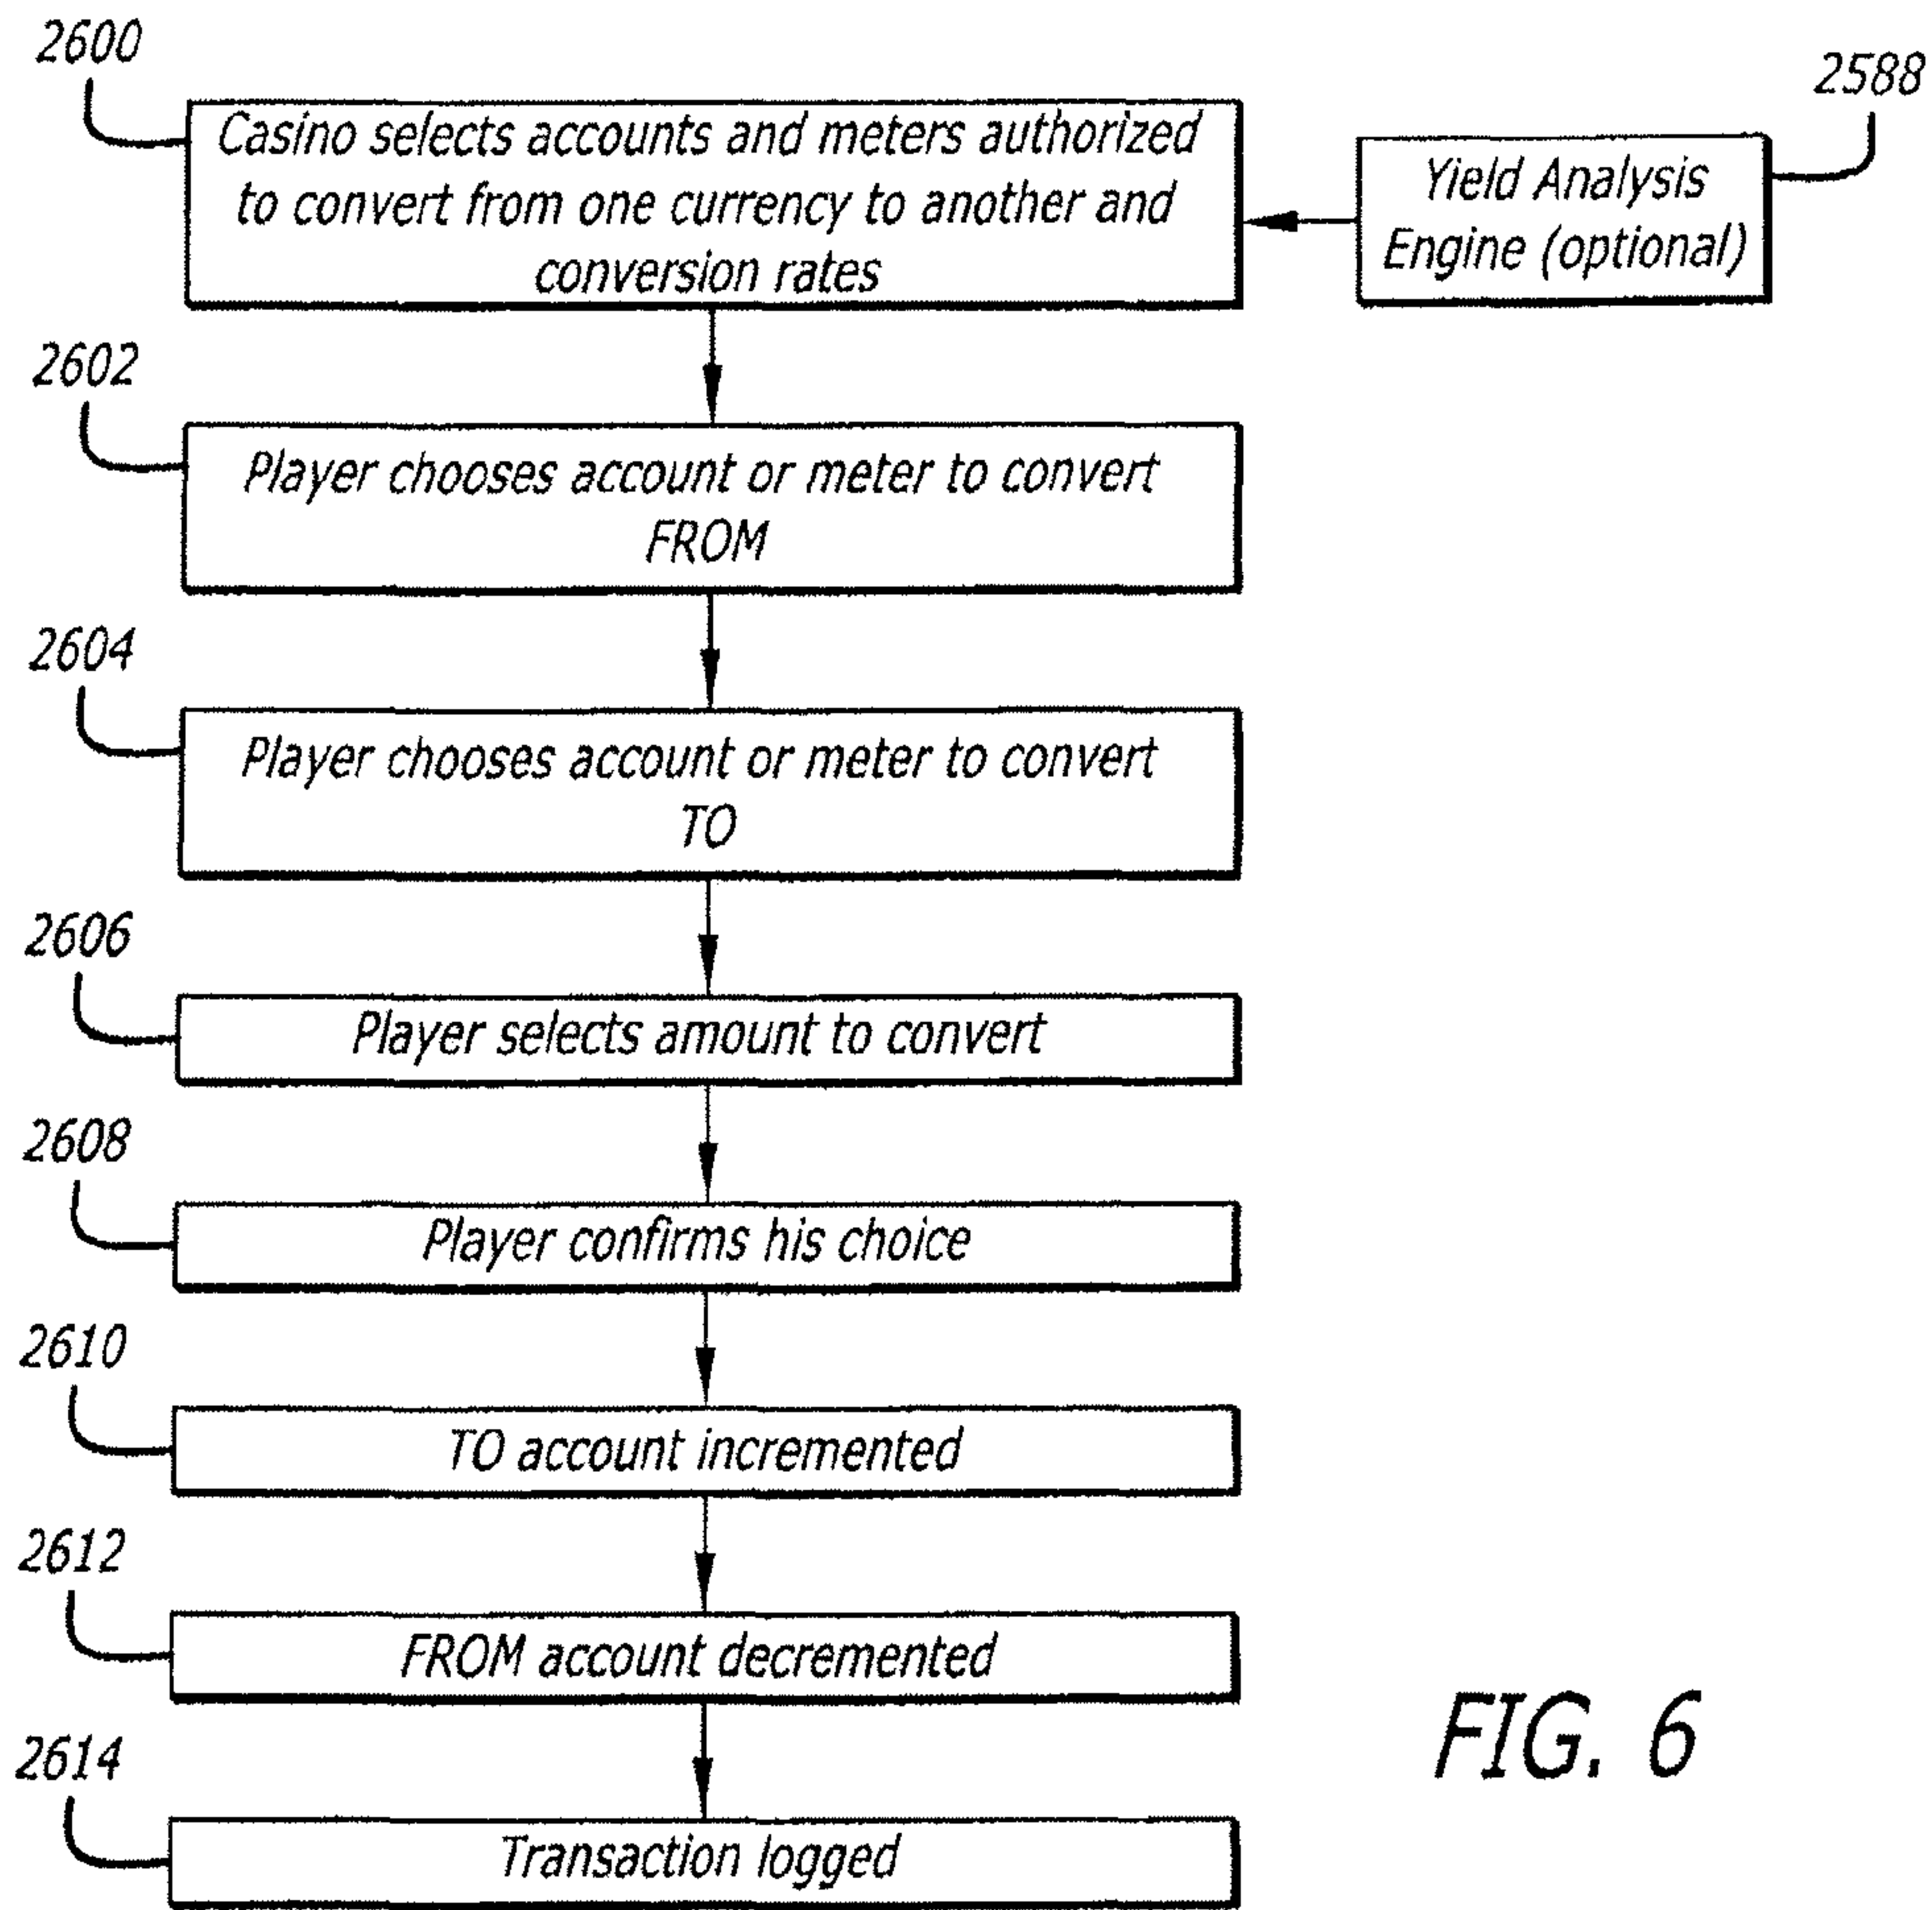 2600
Casino selects accounts and meters authorized
to convert from one currency to another and
conversion rates
2588
Yield Analysis
Engine (optional)
2602
Player chooses account or meter to convert
FROM
2604
Player chooses account or meter to convert
TO
2606
Player selects amount to convert
2608
Player confirms his choice
2610
TO account incremented
2612
FROM account decremented
2614
Transaction logged
FIG. 6